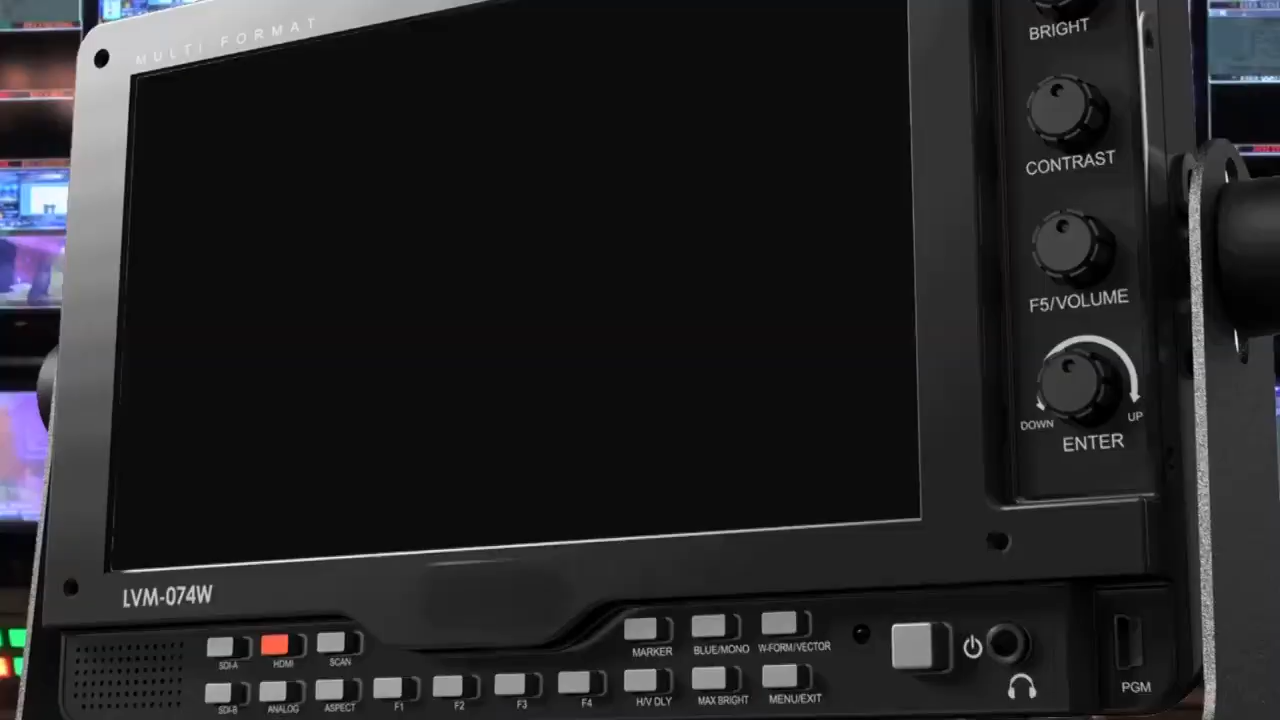 MULTI FORMAT
BRIGHT
CONTRAST
F5/VOLUME
DOWN
UP
ENTER
LVM-074W
SDI-A
HDMI
SCAN
MARKER
BLUE/MONO
W-FORM/VECTOR
SDI-B
ANALOG
ASPECT
F1
F2
F3
F4
H/V DLY
MAX BRIGHT
MENU/EXIT
PGM